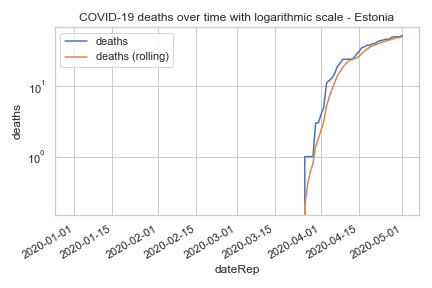 COVID-19 deaths over time with logarithmic scale - Estonia
deaths
deaths (rolling)
deaths
10¹
10⁰
2020-01-01
2020-01-15
2020-02-01
2020-02-15
2020-03-01
2020-03-15
2020-04-01
2020-04-15
2020-05-01
dateRep